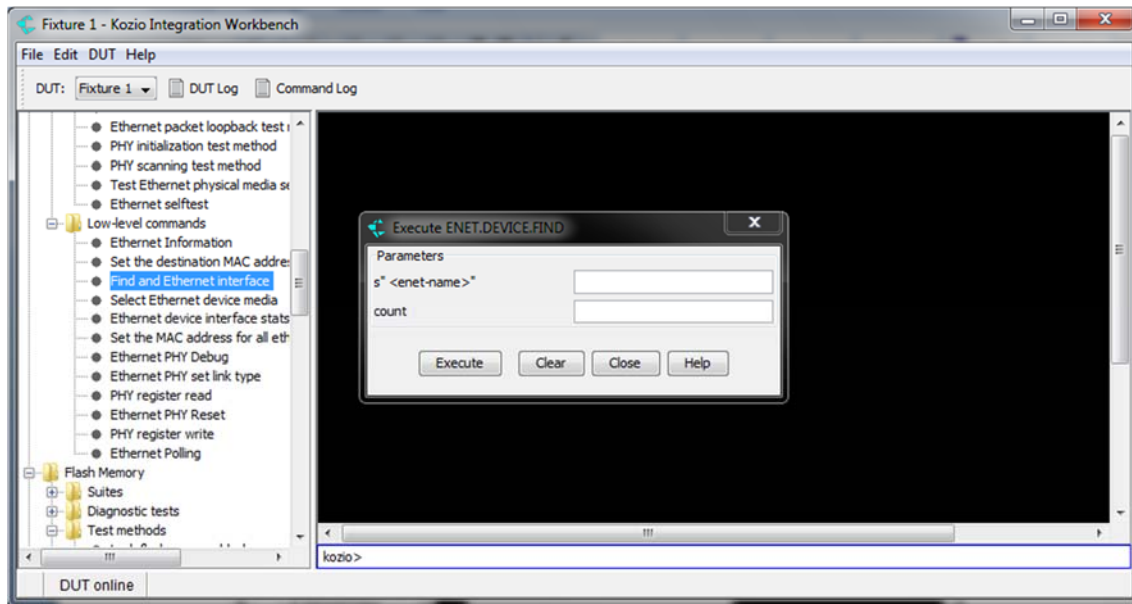 Fixture 1 - Kozio Integration Workbench
File Edit DUT Help
DUT: Fixture 1 DUT Log Command Log
Ethernet packet loopback test
PHY initialization test method
PHY scanning test method
Test Ethernet physical media se
Ethernet selftest
Low-level commands
Ethernet Information
Set the destination MAC addre
Find and Ethernet interface
Select Ethernet device media
Ethernet device interface stats
Set the MAC address for all eth
Ethernet PHY Debug
Ethernet PHY set link type
PHY register read
Ethernet PHY Reset
PHY register write
Ethernet Polling
Flash Memory
Suites
Diagnostic tests
Test methods
Execute ENET.DEVICE.FIND
Parameters
s" <enet-name>"
count
Execute Clear Close Help
kozio>
DUT online